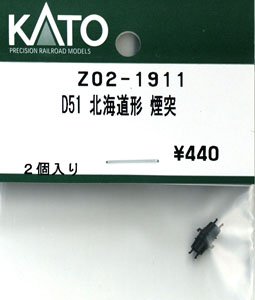 KATO
PRECISION RAILROAD MODELS
Z02-1911
D51 北海道形 煙突
¥440
2個入り